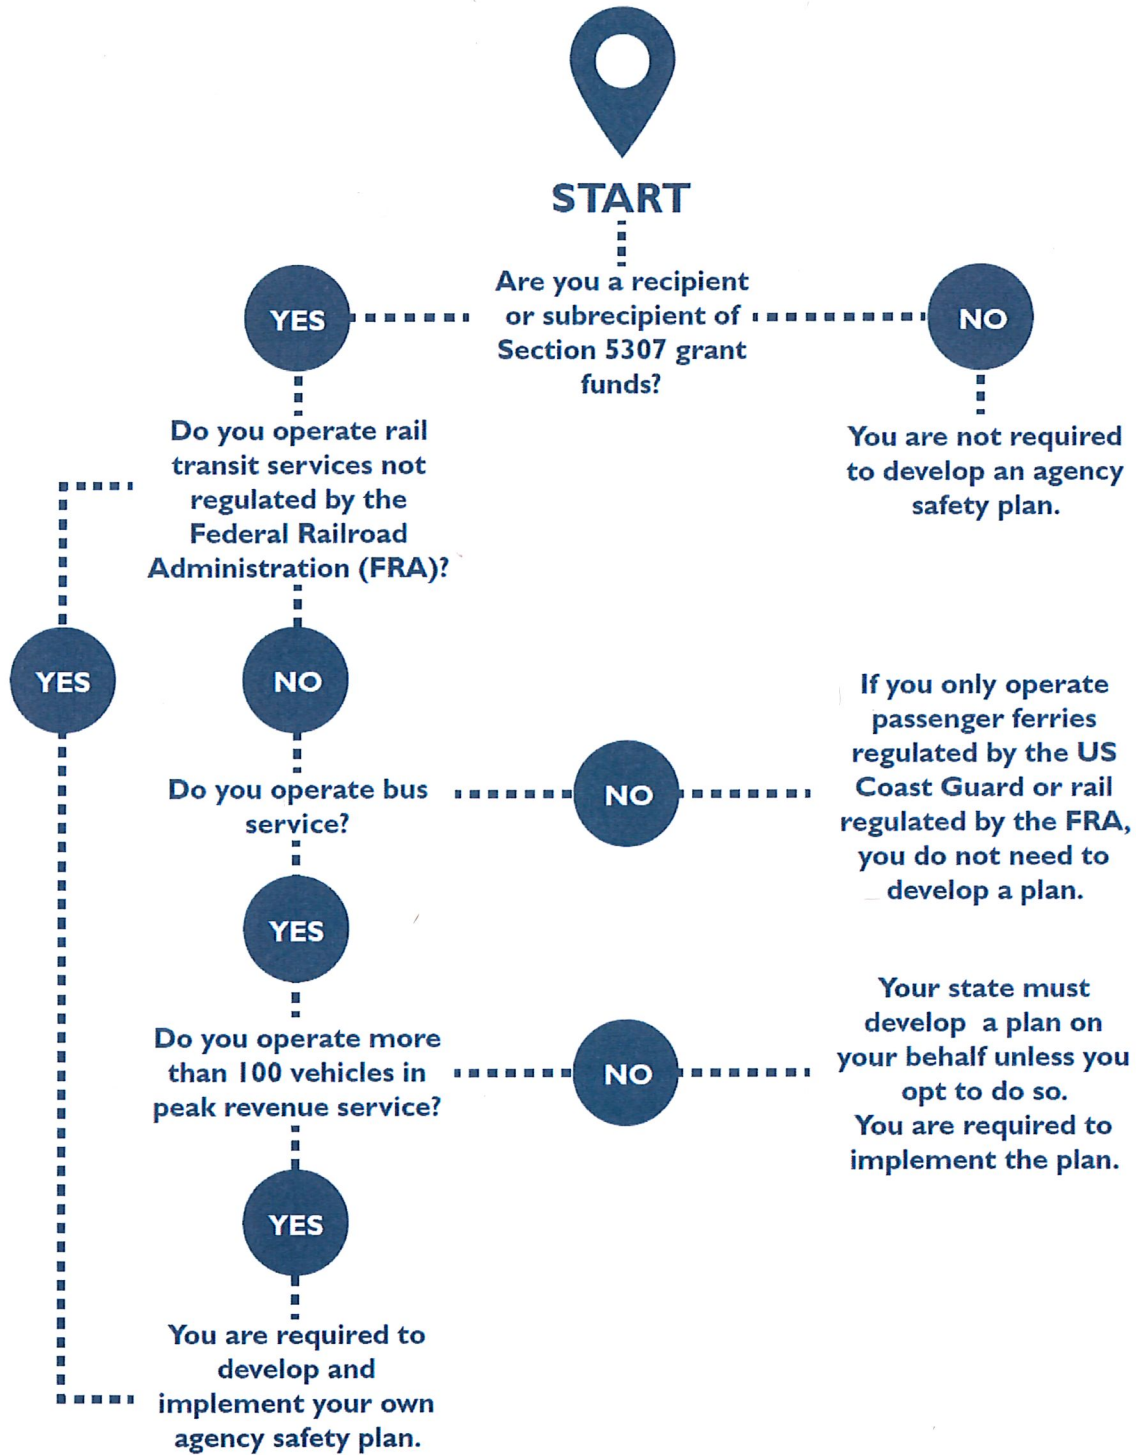 START
Are you a recipient
or subrecipient of
Section 5307 grant
funds?
YES
NO
Do you operate rail
transit services not
regulated by the
Federal Railroad
Administration (FRA)?
You are not required
to develop an agency
safety plan.
YES
NO
Do you operate bus
service?
NO
If you only operate
passenger ferries
regulated by the US
Coast Guard or rail
regulated by the FRA,
you do not need to
develop a plan.
YES
Do you operate more
than 100 vehicles in
peak revenue service?
NO
Your state must
develop a plan on
your behalf unless you
opt to do so.
You are required to
implement the plan.
YES
You are required to
develop and
implement your own
agency safety plan.